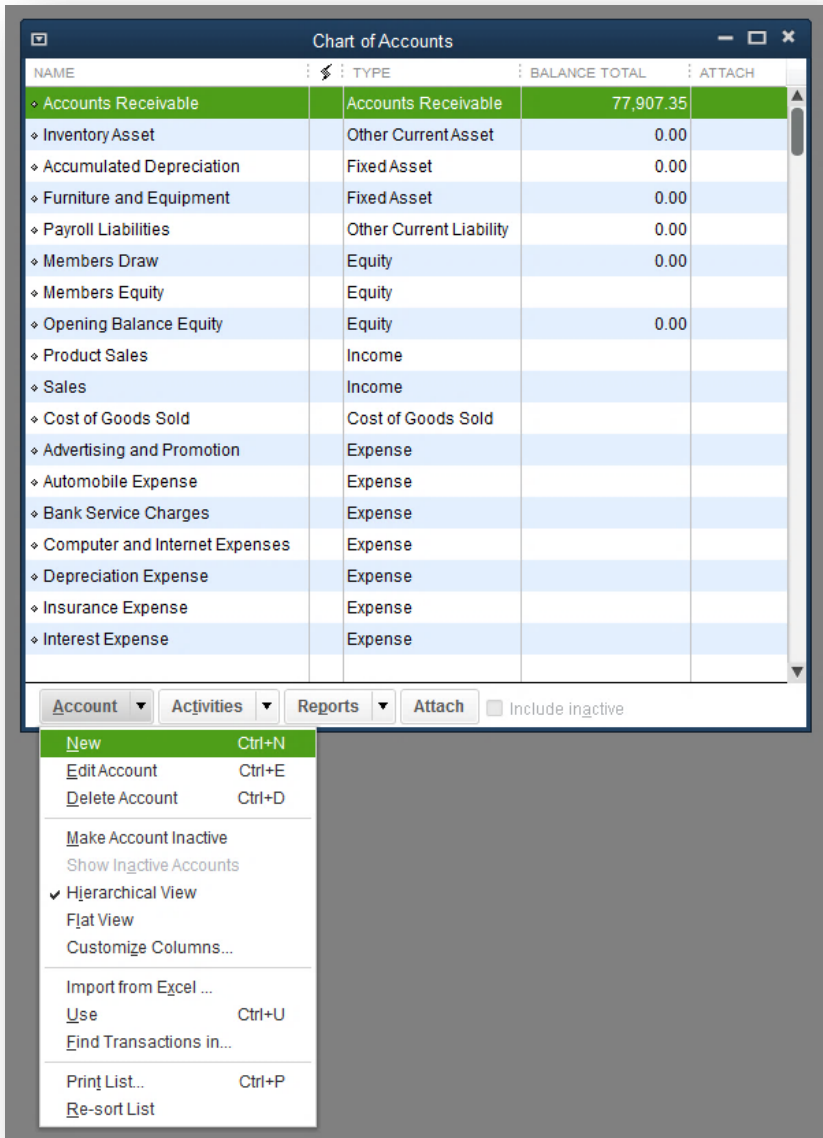 Chart of Accounts
NAME TYPE BALANCE TOTAL ATTACH
Accounts Receivable Accounts Receivable 77,907.35
Inventory Asset Other Current Asset 0.00
Accumulated Depreciation Fixed Asset 0.00
Furniture and Equipment Fixed Asset 0.00
Payroll Liabilities Other Current Liability 0.00
Members Draw Equity 0.00
Members Equity Equity
Opening Balance Equity Equity 0.00
Product Sales Income
Sales Income
Cost of Goods Sold Cost of Goods Sold
Advertising and Promotion Expense
Automobile Expense Expense
Bank Service Charges Expense
Computer and Internet Expenses Expense
Depreciation Expense Expense
Insurance Expense Expense
Interest Expense Expense
Account Activities Reports Attach Include inactive
New Ctrl+N
Edit Account Ctrl+E
Delete Account Ctrl+D
Make Account Inactive
Show Inactive Accounts
Hierarchical View
Flat View
Customize Columns...
Import from Excel ...
Use Ctrl+U
Find Transactions in...
Print List... Ctrl+P
Re-sort List